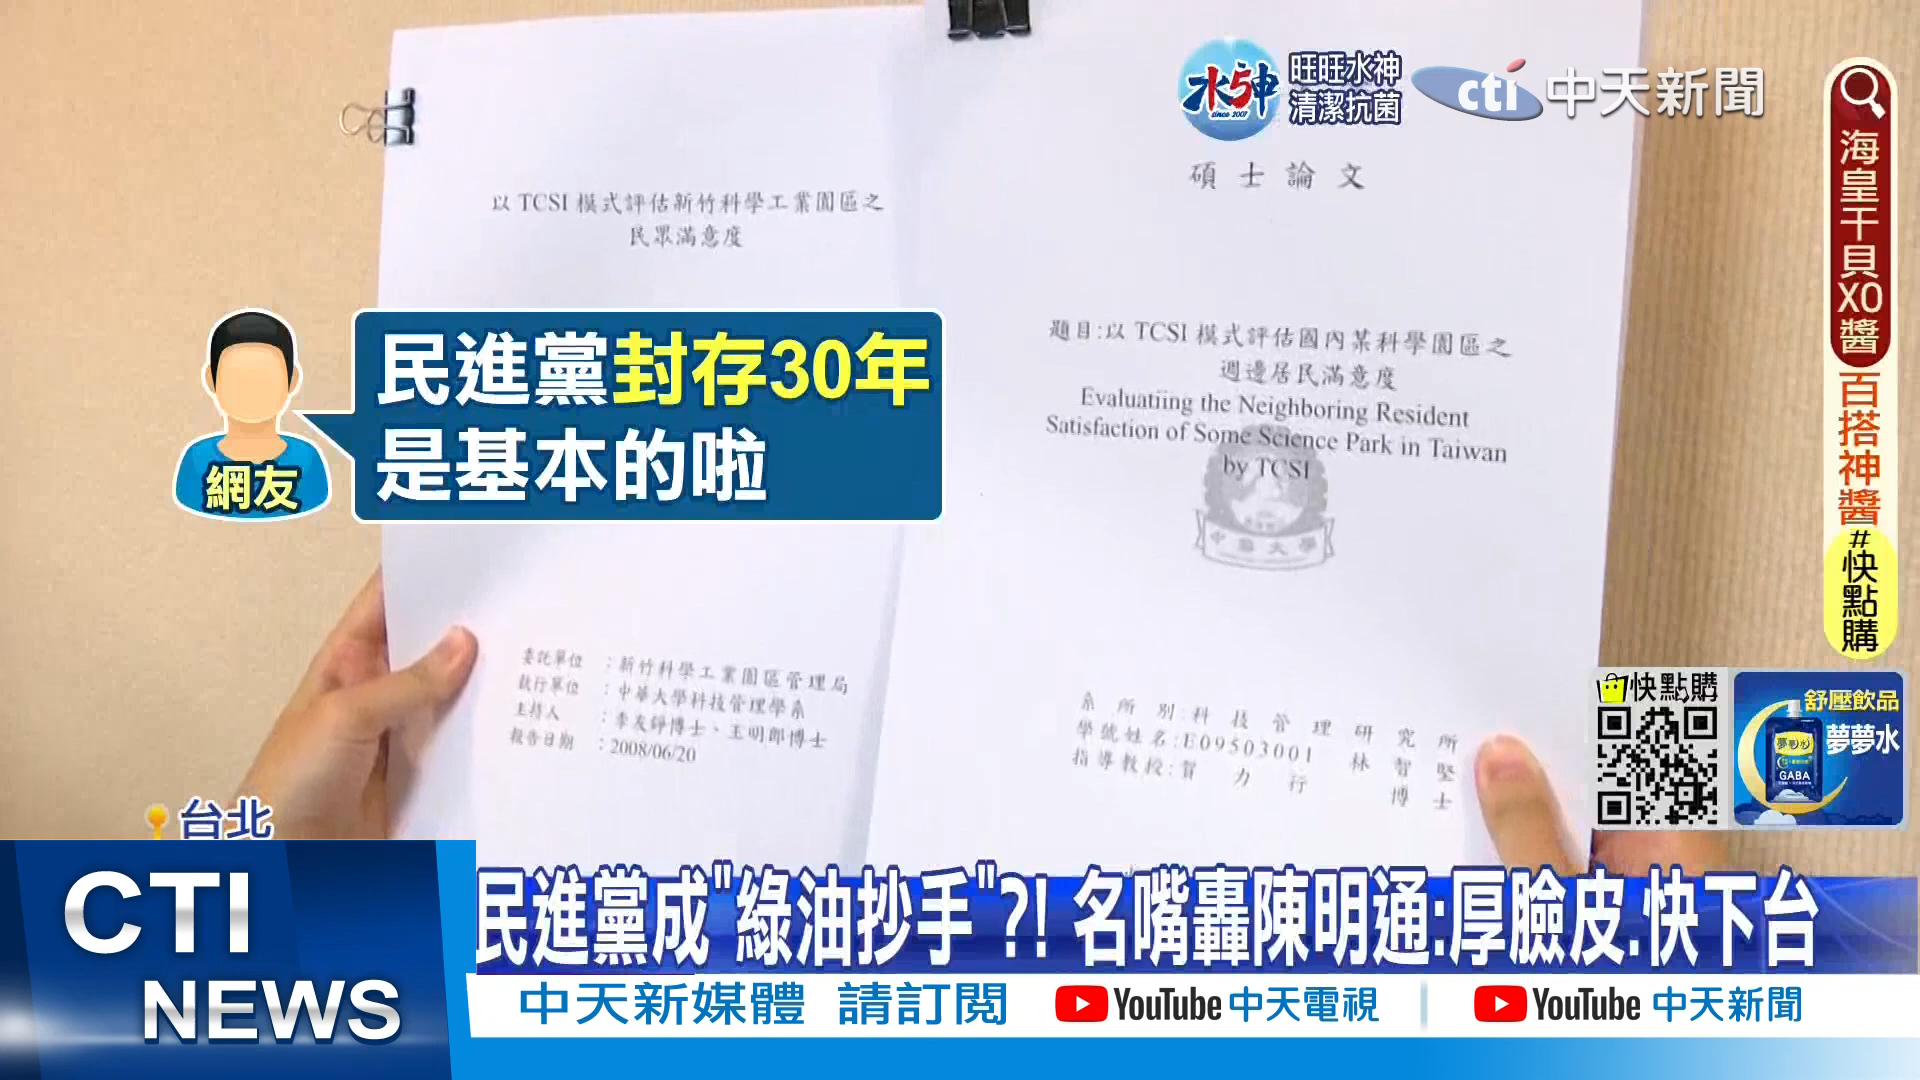 以 TCSI 模式評估新竹科學工業園區之
民眾滿意度
委託單位 ：新竹科學工業園區管理局
執行單位 ：中華大學科技管理學系
主持人 ：李友錚博士、王明郎博士
報告日期 ：2008/06/20
碩士論文
題目:以 TCSI 模式評估國內某科學園區之
週邊居民滿意度
Evaluatiing the Neighboring Resident
Satisfaction of Some Science Park in Taiwan
by TCSI
中華大學
系所別:科技管理研究所
學號姓名:E09503001 林智堅
指導教授:賀力行 博士
網友
民進黨封存30年
是基本的啦
水神
since 2007
旺旺水神
清潔抗菌
cti 中天新聞
海皇干貝XO醬
百搭神醬
#快點購
快點購
舒壓飲品
夢夢水
夢夢水
GABA
台北
CTI
NEWS
民進黨成"綠油抄手"?! 名嘴轟陳明通:厚臉皮.快下台
中天新媒體 請訂閱 YouTube 中天電視 YouTube 中天新聞